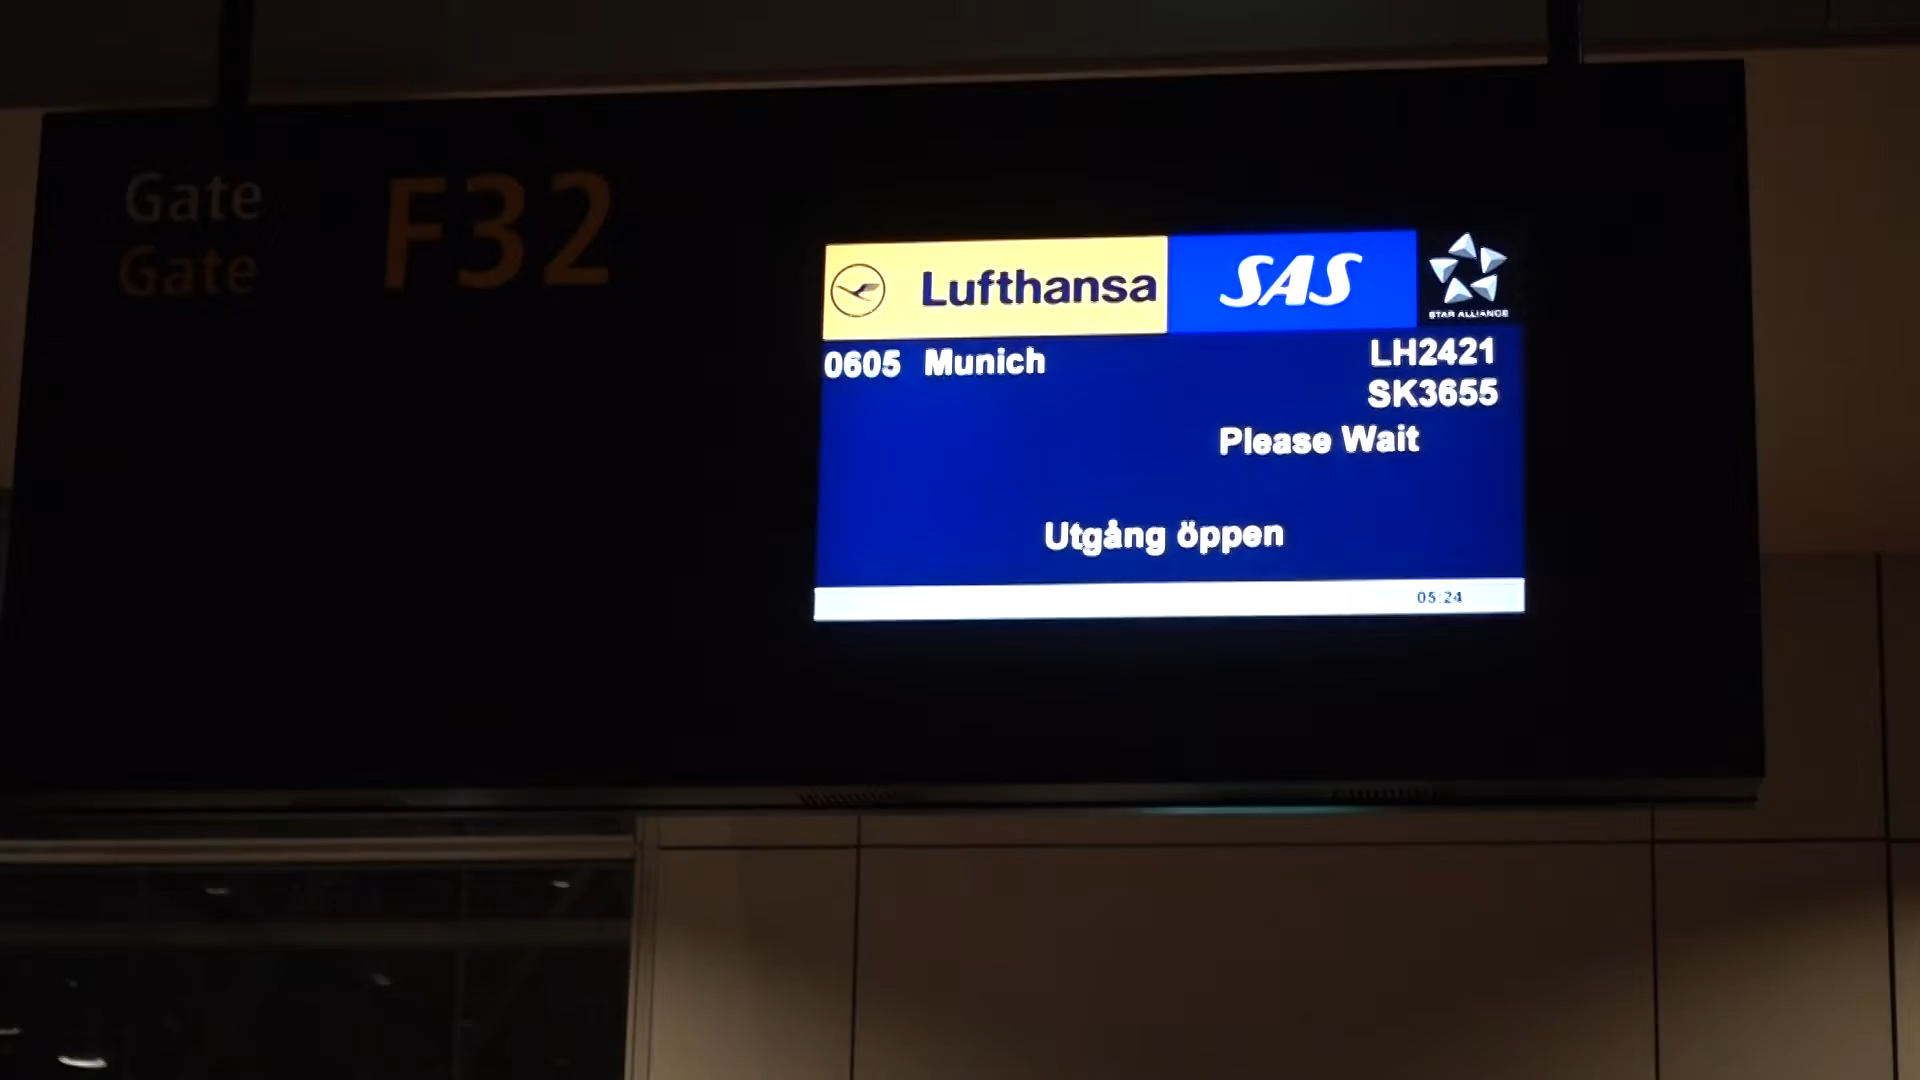 Gate F32
Gate
Lufthansa SAS
STAR ALLIANCE
0605 Munich LH2421
SK3655
Please Wait
Utgång öppen
05:24